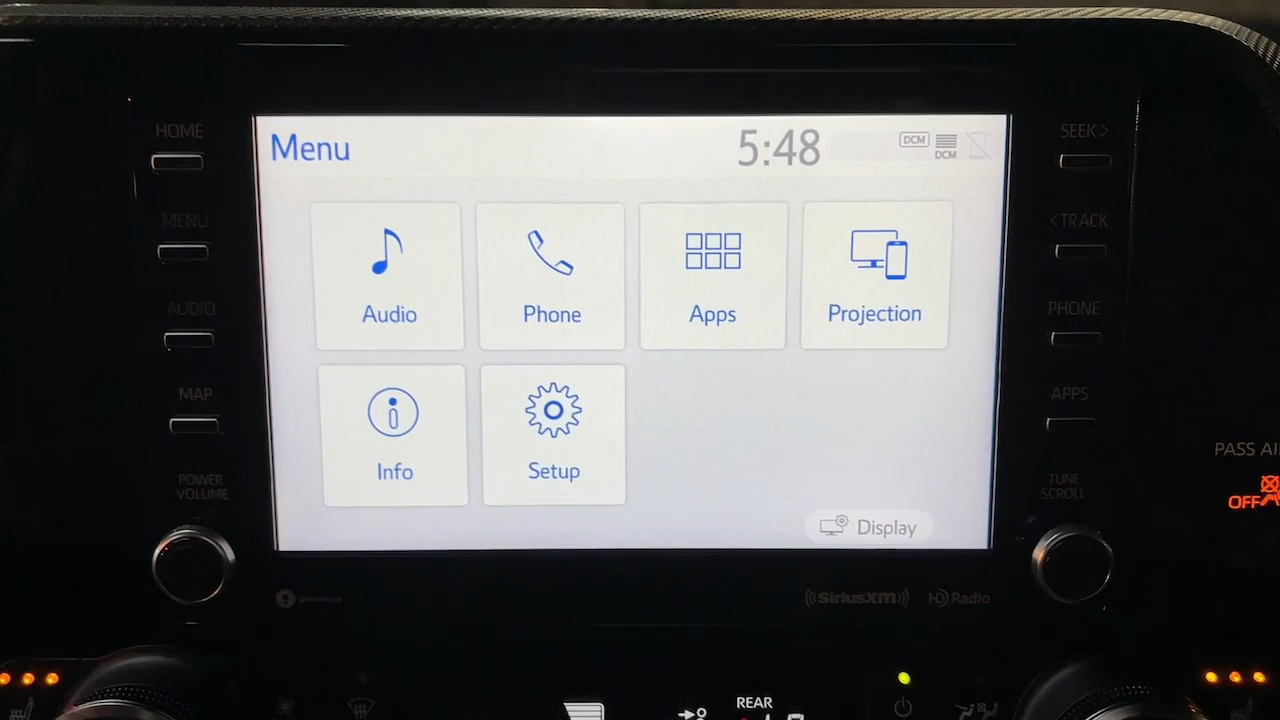 HOME
MENU
AUDIO
MAP
POWER
VOLUME
Menu
5:48
DCM
DCM
Audio
Phone
Apps
Projection
Info
Setup
Display
SEEK >
< TRACK
PHONE
APPS
TUNE
SCROLL
PASS AI
OFF
((SiriusXM))
HD Radio
REAR